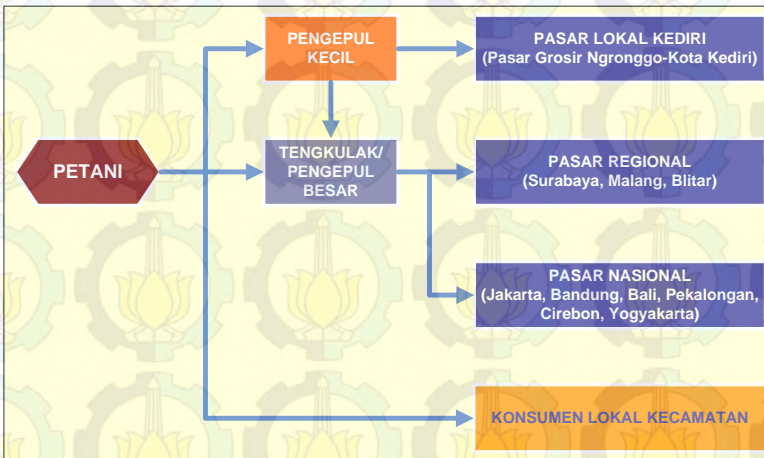 PENGEPUL
KECIL
PASAR LOKAL KEDIRI
(Pasar Grosir Ngronggo-Kota Kediri)
PETANI
TENGKULAK/
PENGEPUL
BESAR
PASAR REGIONAL
(Surabaya, Malang, Blitar)
PASAR NASIONAL
(Jakarta, Bandung, Bali, Pekalongan,
Cirebon, Yogyakarta)
KONSUMEN LOKAL KECAMATAN